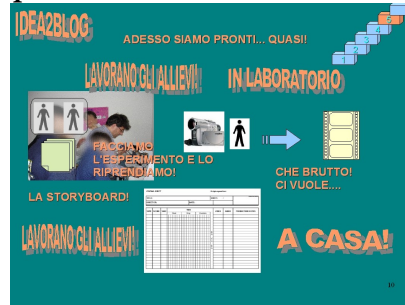 IDEA2BLOG
ADESSO SIAMO PRONTI... QUASI!
5
4
3
2
1
LAVORANO GLI ALLIEVI!
IN LABORATORIO
FACCIAMO
L'ESPERIMENTO E LO
RIPRENDIAMO!
CHE BRUTTO!
CI VUOLE....
LA STORYBOARD!
LAVORANO GLI ALLIEVI!
A CASA!
10